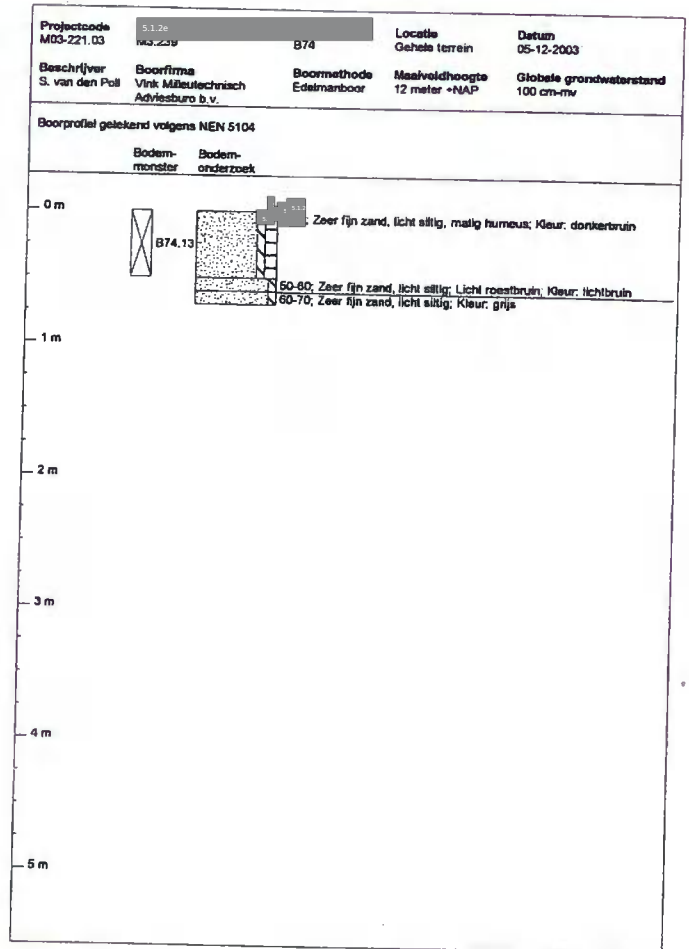 Projectcode 5.1.2e Locatie Datum
M03-221.03 M3.239 B74 Gehele terrein 05-12-2003
Beschrijver Boorfirma Boormethode Maaiveldhoogte Globale grondwaterstand
S. van den Poll Vink Milieutechnisch Edelmanboor 12 meter +NAP 100 cm-mv
Adviesburo b.v.
Boorprofiel getekend volgens NEN 5104
Bodem- Bodem-
monster onderzoek
0 m
; Zeer fijn zand, licht siltig, matig humeus; Kleur: donkerbruin
B74.13
50-60; Zeer fijn zand, licht siltig; Licht roestbruin; Kleur: lichtbruin
60-70; Zeer fijn zand, licht siltig; Kleur: grijs
1 m
2 m
3 m
4 m
5 m